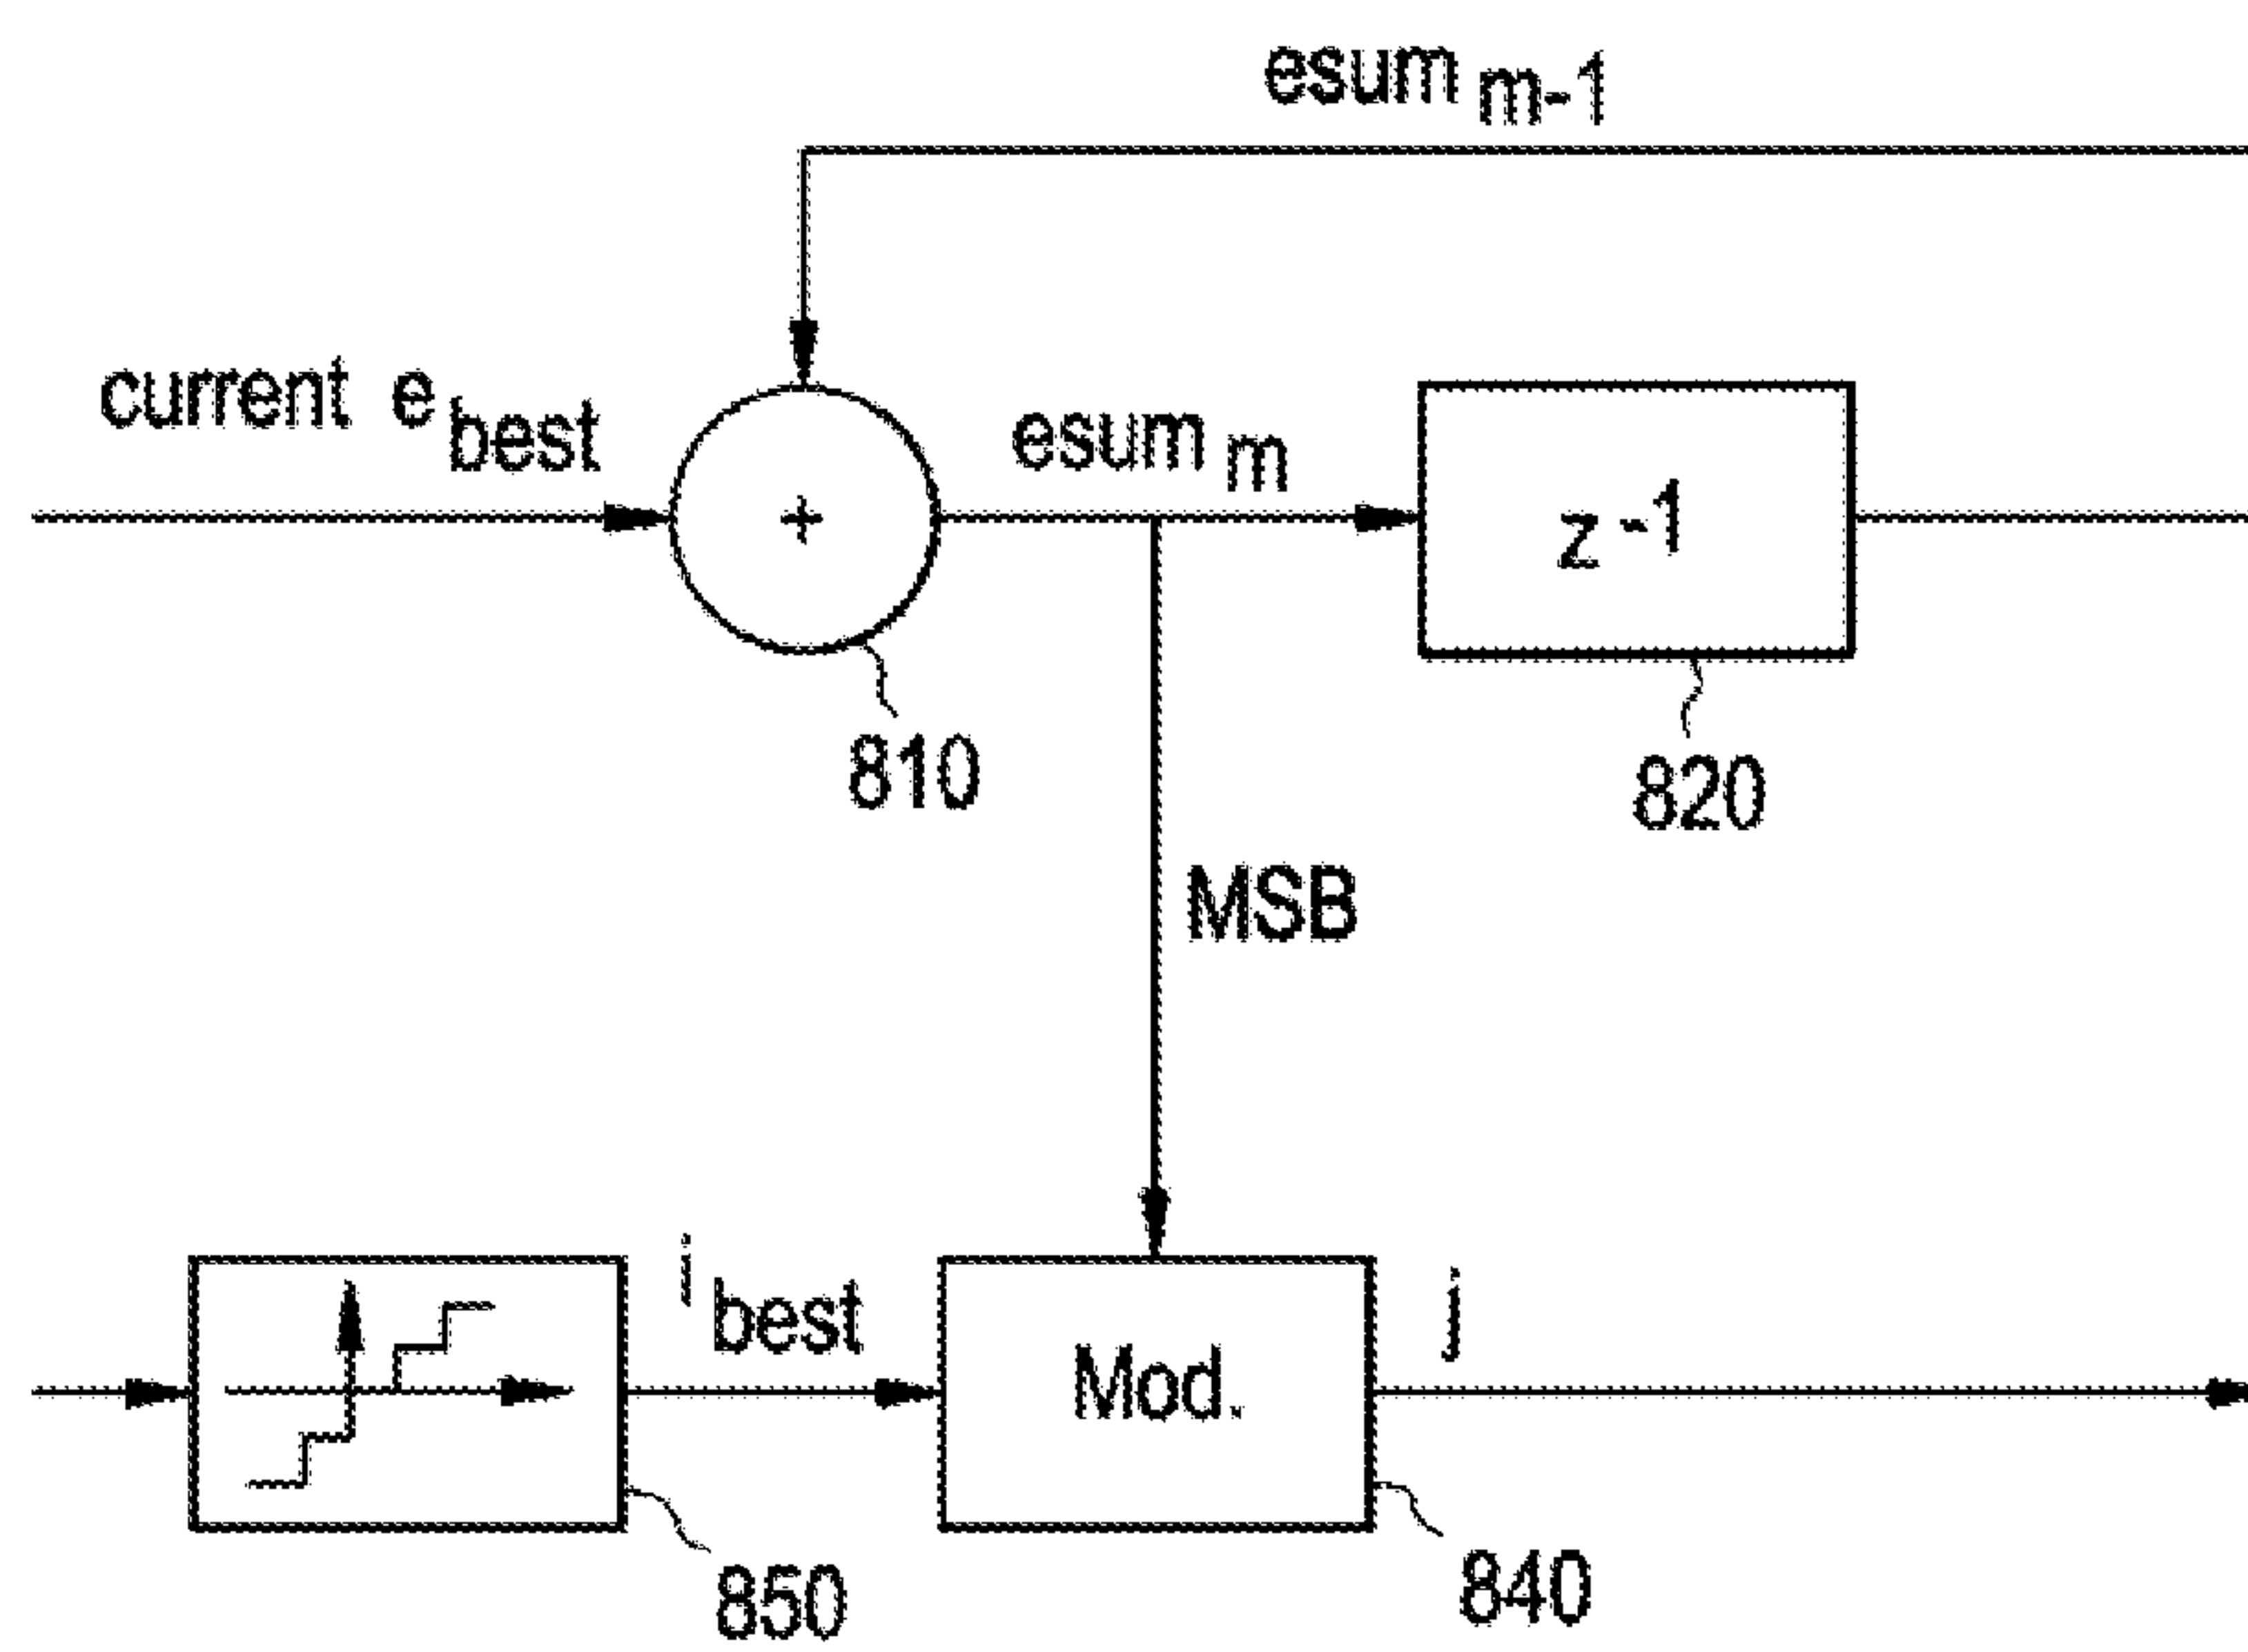 esum m-1
current e best
esum m
+
z -1
810
820
MSB
i best
j
Mod.
850
840